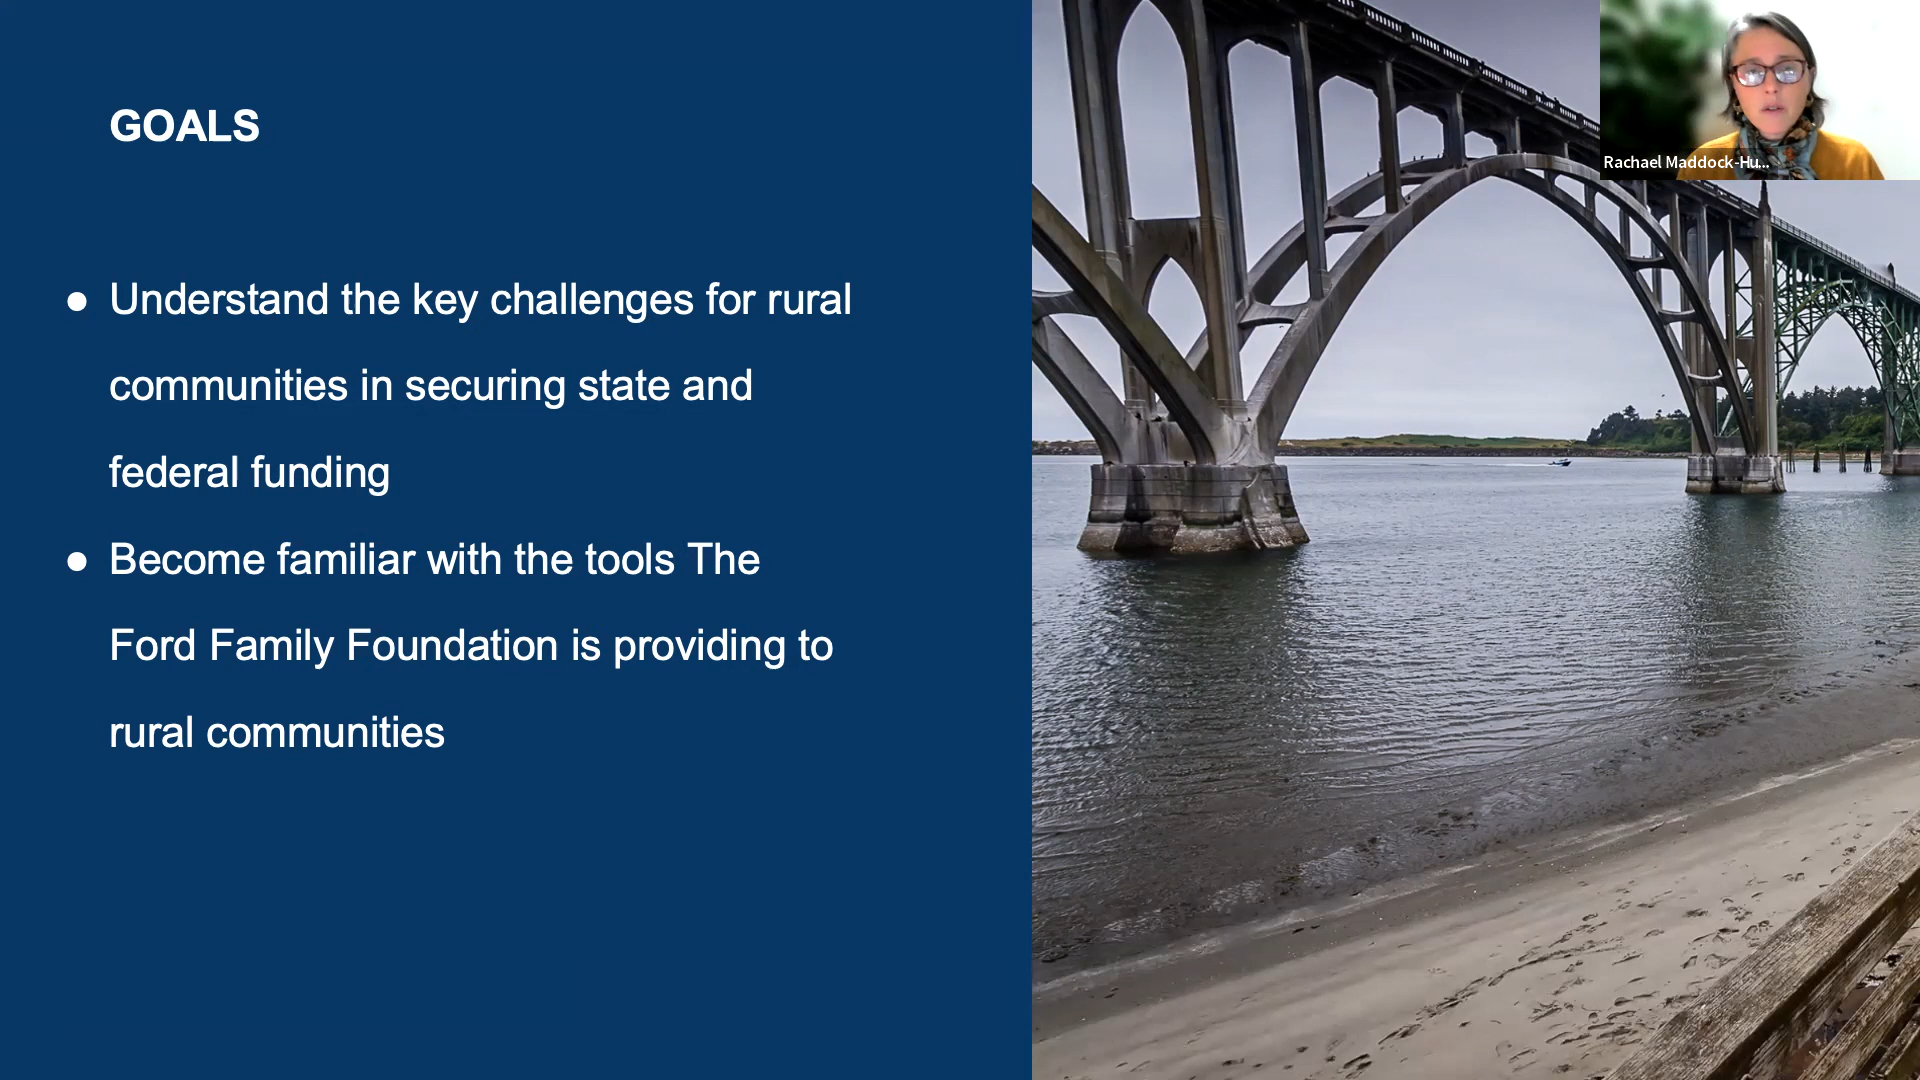 GOALS
● Understand the key challenges for rural
communities in securing state and
federal funding
● Become familiar with the tools The
Ford Family Foundation is providing to
rural communities
Rachael Maddock-Hu...